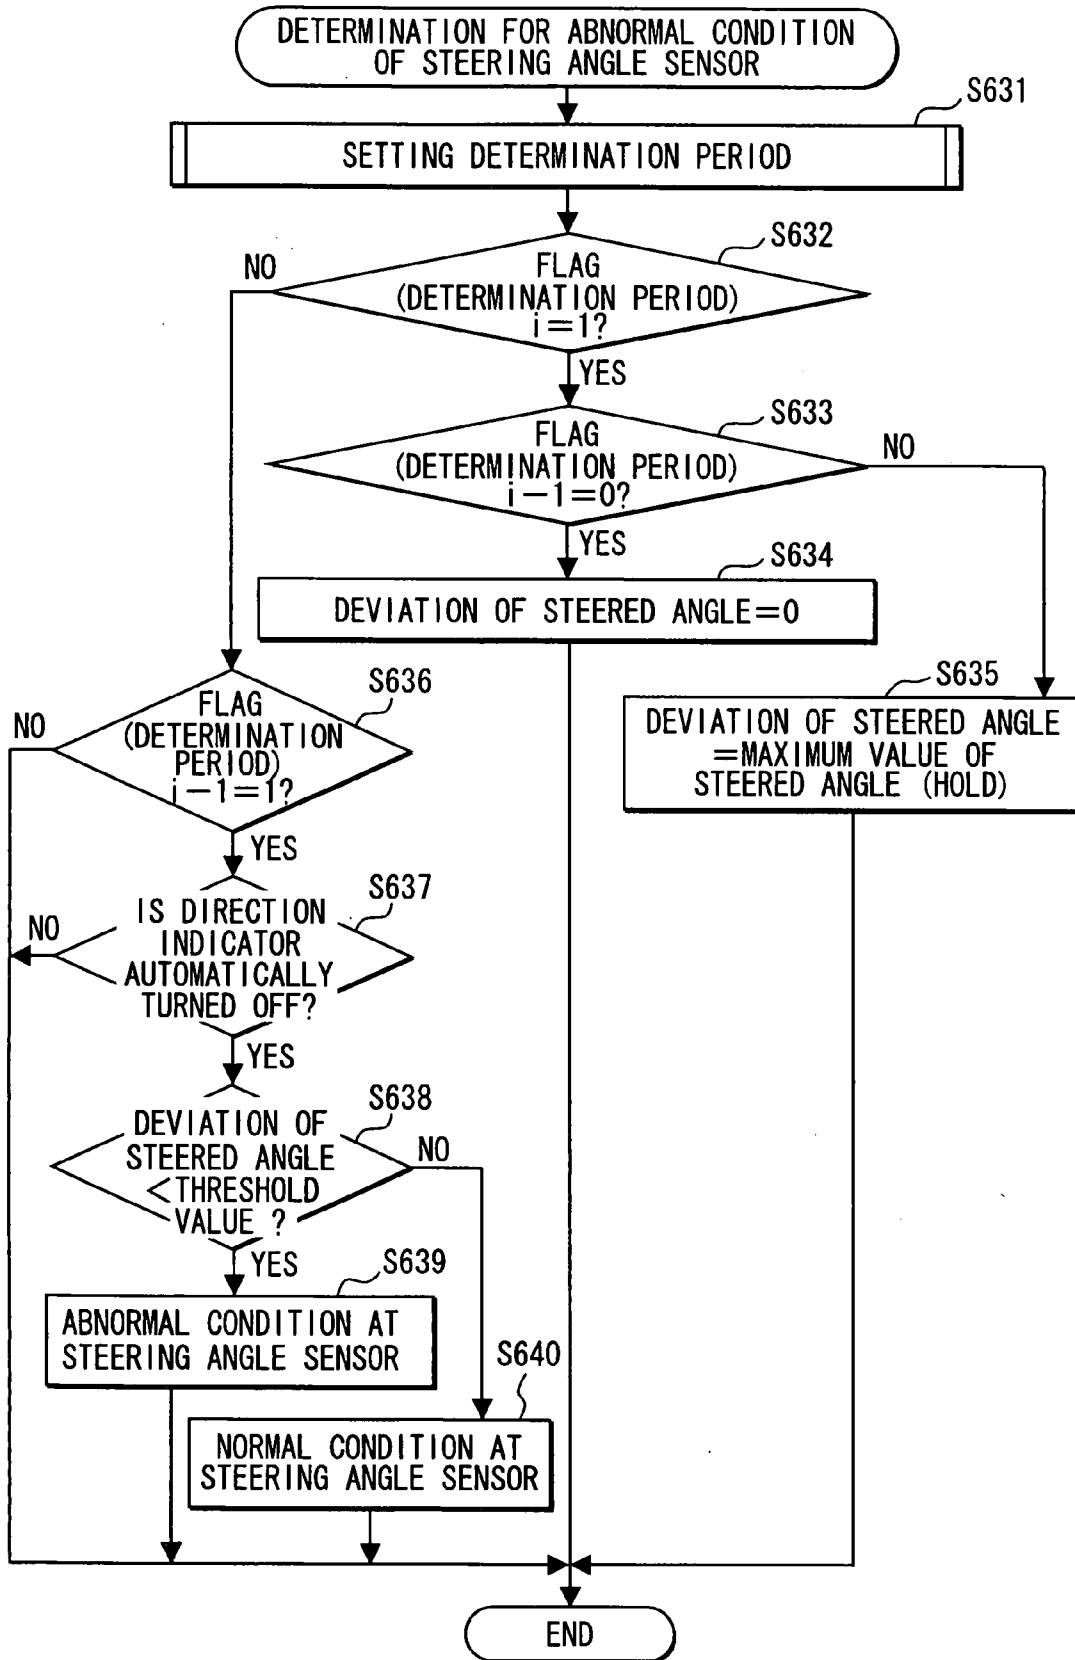 DETERMINATION FOR ABNORMAL CONDITION
OF STEERING ANGLE SENSOR
S631
SETTING DETERMINATION PERIOD
S632
NO
FLAG
(DETERMINATION PERIOD)
i=1?
YES
S633
FLAG
(DETERMINATION PERIOD)
i-1=0?
NO
YES
S634
DEVIATION OF STEERED ANGLE=0
S635
DEVIATION OF STEERED ANGLE
=MAXIMUM VALUE OF
STEERED ANGLE (HOLD)
S636
NO
FLAG
(DETERMINATION
PERIOD)
i-1=1?
YES
S637
NO
IS DIRECTION
INDICATOR
AUTOMATICALLY
TURNED OFF?
YES
S638
DEVIATION OF
STEERED ANGLE
<THRESHOLD
VALUE ?
NO
YES
S639
ABNORMAL CONDITION AT
STEERING ANGLE SENSOR
S640
NORMAL CONDITION AT
STEERING ANGLE SENSOR
END